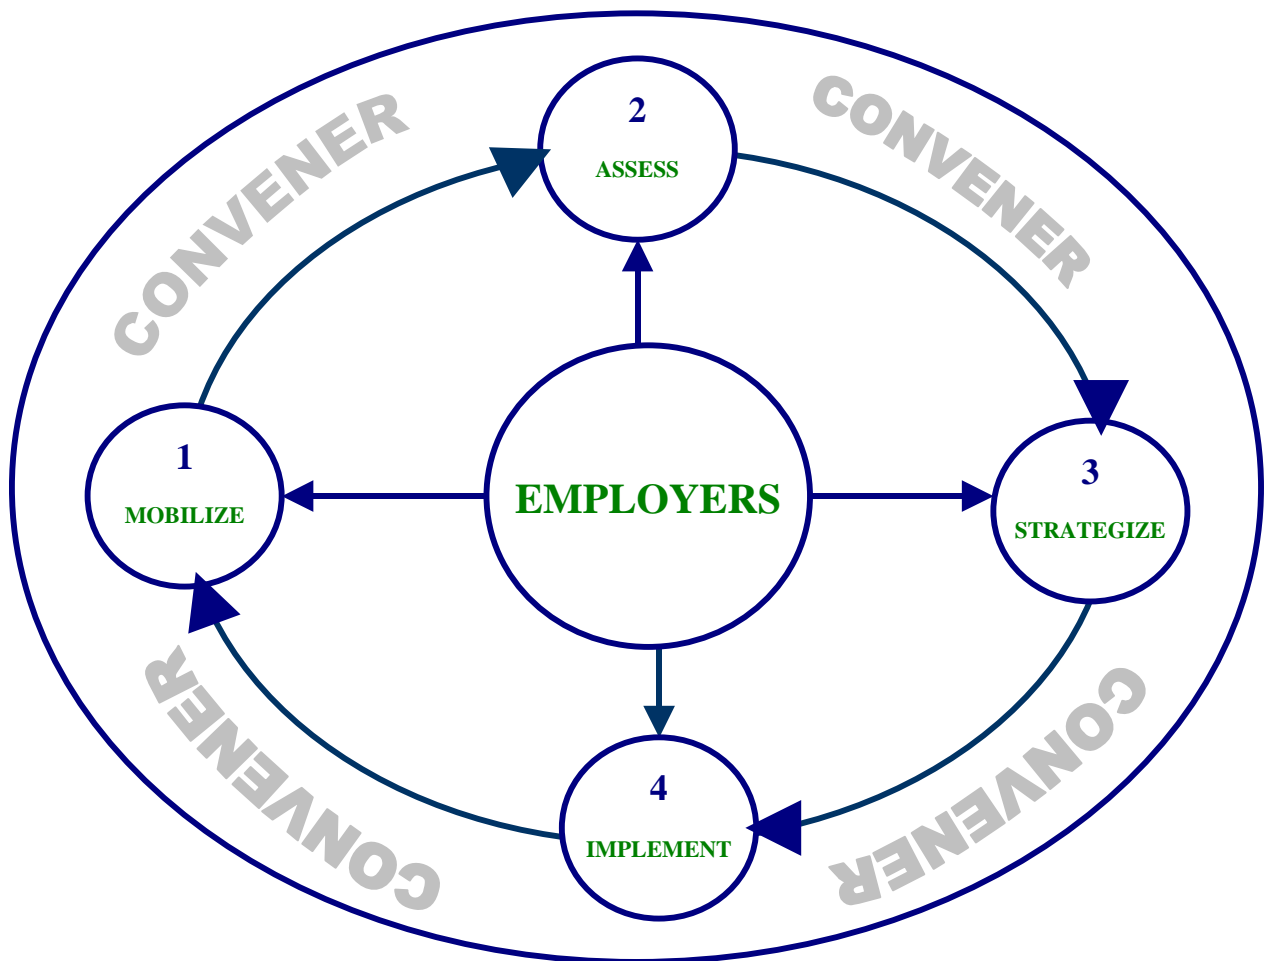 CONVENER
CONVENER
2
ASSESS
1
MOBILIZE
EMPLOYERS
3
STRATEGIZE
4
IMPLEMENT
CONVENER
CONVENER